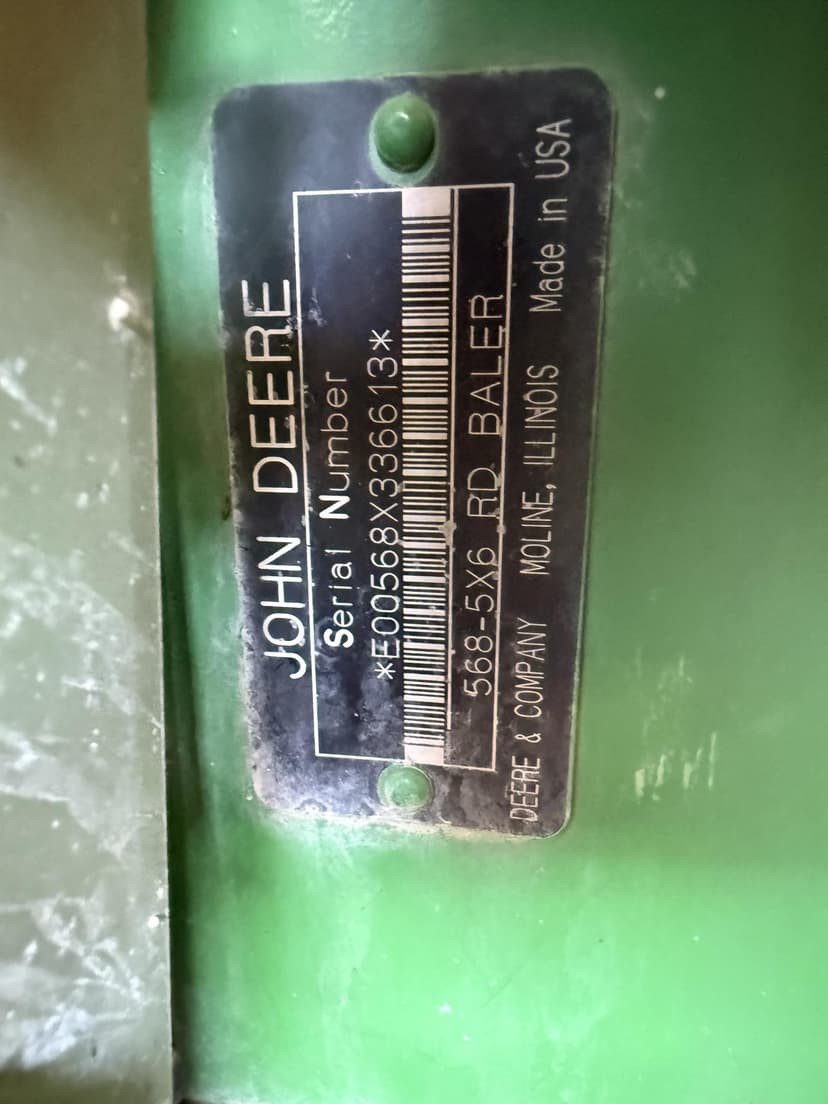 JOHN DEERE
Serial Number
*E00568X336613*
568-5X6 RD BALER
DEERE & COMPANY MOLINE, ILLINOIS Made in USA